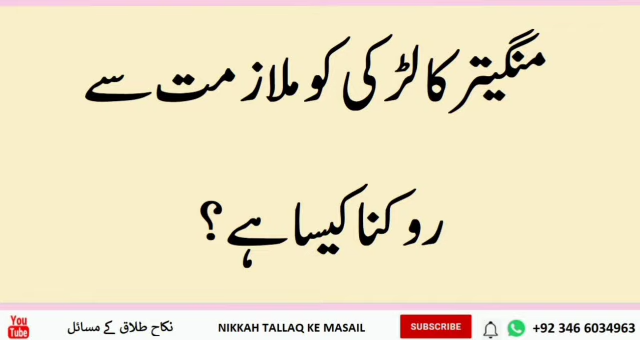 منگیتر کا لڑکی کو ملازمت سے
روکنا کیسا ہے؟
You Tube نکاح طلاق کے مسائل NIKKAH TALLAQ KE MASAIL SUBSCRIBE +92 346 6034963